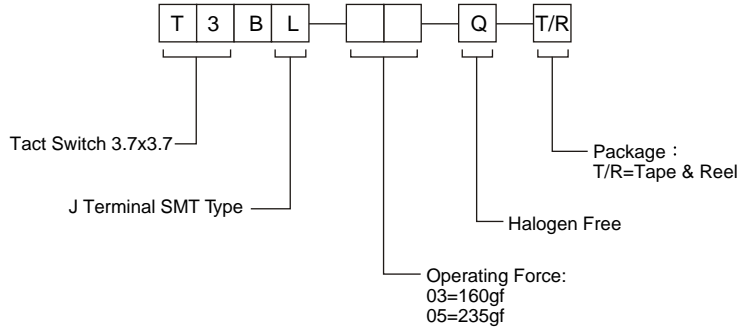 T 3 B L Q T/R
Tact Switch 3.7x3.7
Package：
T/R=Tape & Reel
J Terminal SMT Type
Halogen Free
Operating Force:
03=160gf
05=235gf